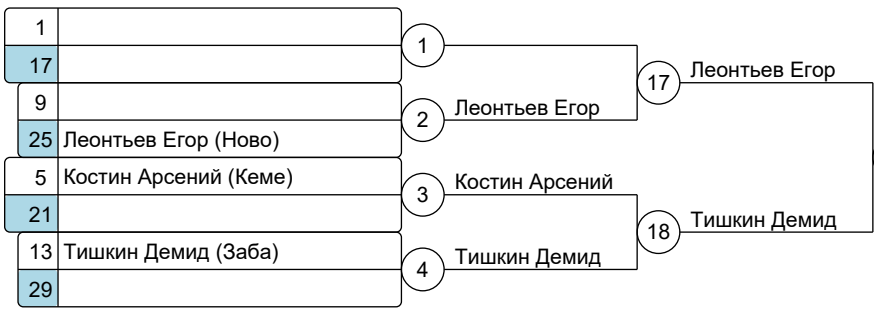 1
17
1
9
25 Леонтьев Егор (Ново)
2
Леонтьев Егор
17
Леонтьев Егор
5 Костин Арсений (Кеме)
21
3
Костин Арсений
13 Тишкин Демид (Заба)
29
4
Тишкин Демид
18
Тишкин Демид